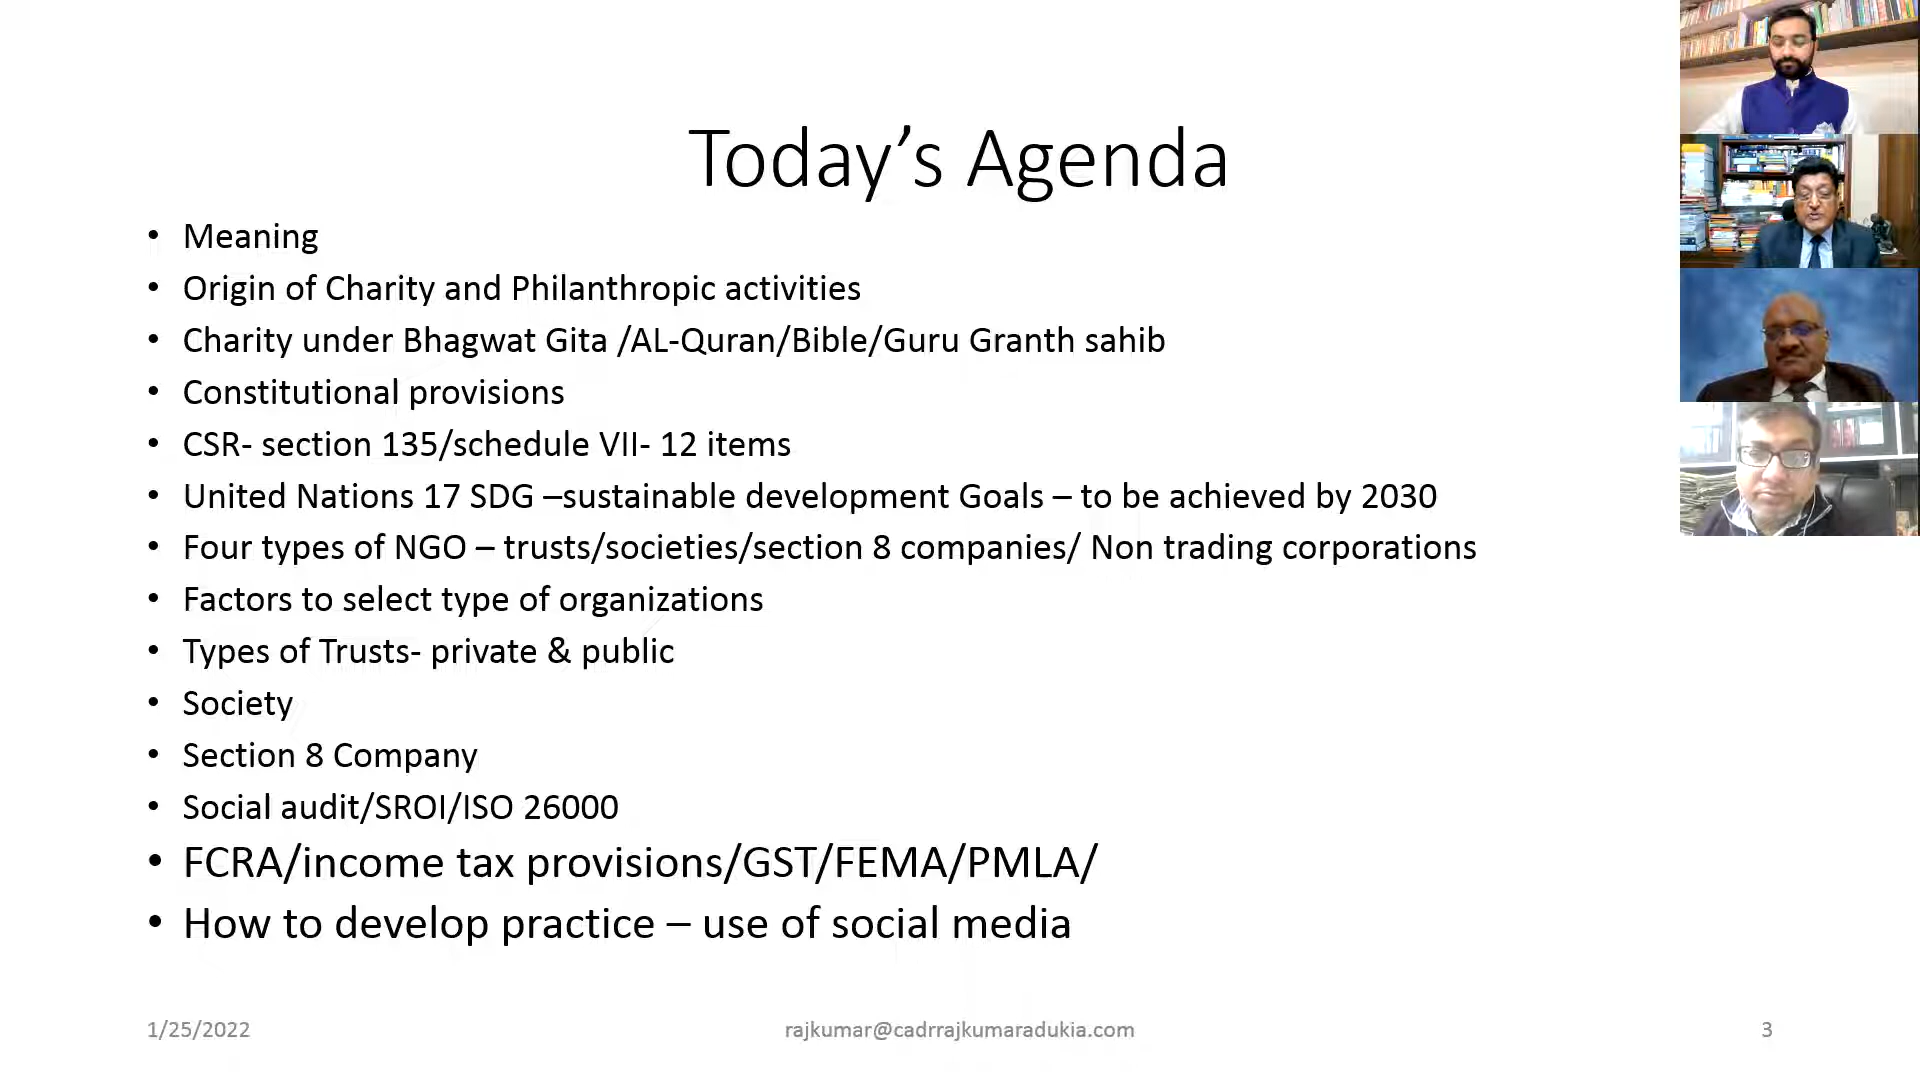 Today’s Agenda
• Meaning
• Origin of Charity and Philanthropic activities
• Charity under Bhagwat Gita /AL-Quran/Bible/Guru Granth sahib
• Constitutional provisions
• CSR- section 135/schedule VII- 12 items
• United Nations 17 SDG –sustainable development Goals – to be achieved by 2030
• Four types of NGO – trusts/societies/section 8 companies/ Non trading corporations
• Factors to select type of organizations
• Types of Trusts- private & public
• Society
• Section 8 Company
• Social audit/SROI/ISO 26000
• FCRA/income tax provisions/GST/FEMA/PMLA/
• How to develop practice – use of social media
1/25/2022
rajkumar@cadrrajkumaradukia.com
3